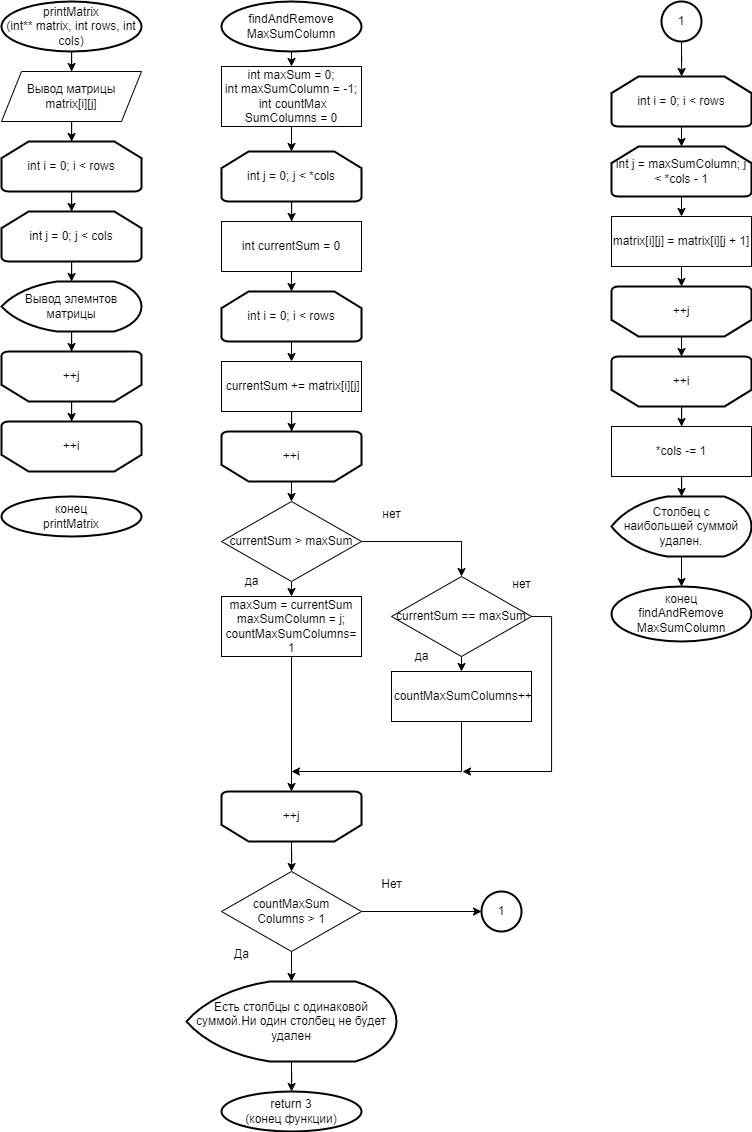 printMatrix
(int** matrix, int rows, int
cols)
Вывод матрицы
matrix[i][j]
int i = 0; i < rows
int j = 0; j < cols
Вывод элемнтов
матрицы
++j
++i
конец
printMatrix
findAndRemove
MaxSumColumn
int maxSum = 0;
int maxSumColumn = -1;
int countMax
SumColumns = 0
int j = 0; j < *cols
int currentSum = 0
int i = 0; i < rows
currentSum += matrix[i][j]
++i
currentSum > maxSum
нет
да
maxSum = currentSum
maxSumColumn = j;
countMaxSumColumns=
1
currentSum == maxSum
нет
да
countMaxSumColumns++
++j
countMaxSum
Columns > 1
Нет
1
Да
Есть столбцы с одинаковой
суммой.Ни один столбец не будет
удален
return 3
(конец функции)
1
int i = 0; i < rows
int j = maxSumColumn; j
< *cols - 1
matrix[i][j] = matrix[i][j + 1]
++j
++i
*cols -= 1
Столбец с
наибольшей суммой
удален.
конец
findAndRemove
MaxSumColumn